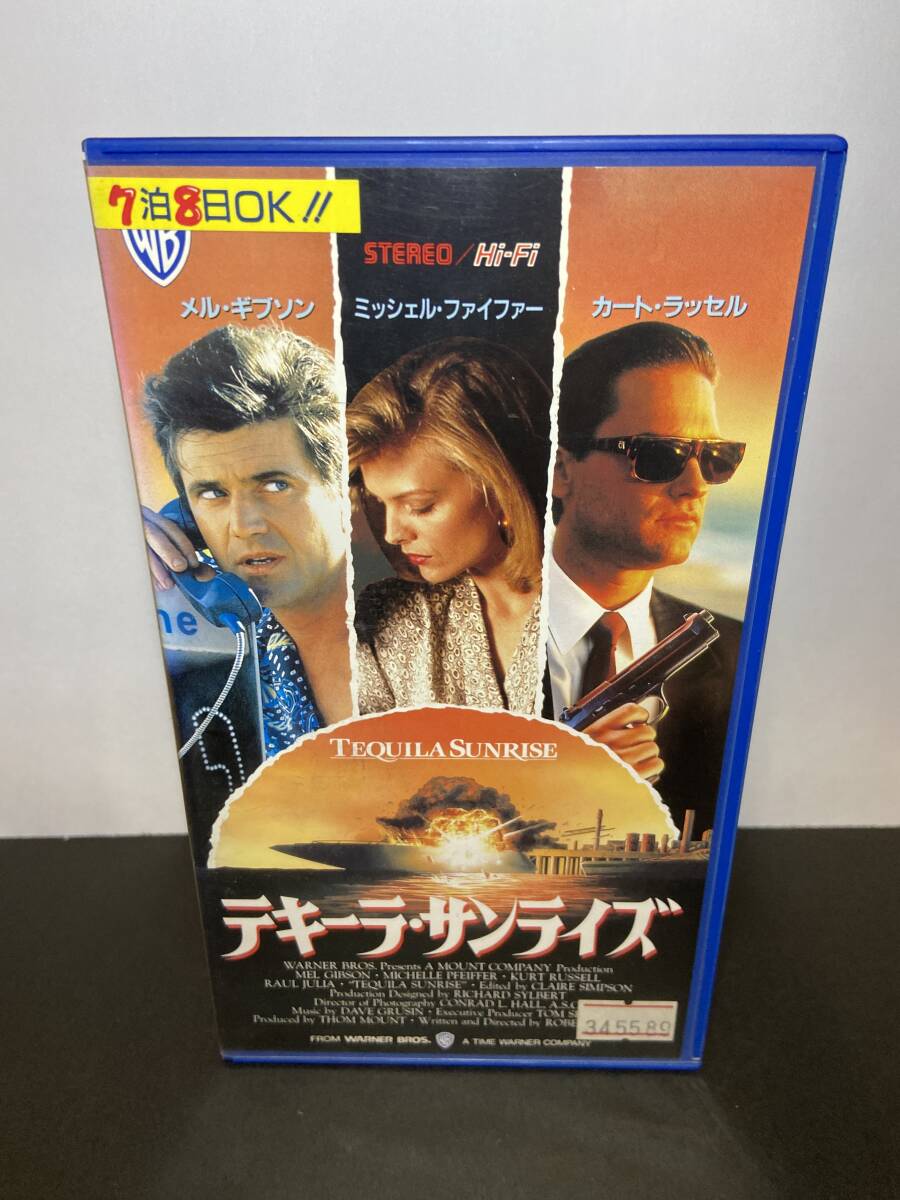 7泊8日OK!!
WB
STEREO/Hi-Fi
メル・ギブソン ミッシェル・ファイファー カート・ラッセル
ne
TEQUILA SUNRISE
テキーラ・サンライズ
WARNER BROS. Presents A MOUNT COMPANY Production
MEL GIBSON · MICHELLE PFEIFFER · KURT RUSSELL
RAUL JULIA · "TEQUILA SUNRISE" · Edited by CLAIRE SIMPSON
Production Designed by RICHARD SYLBERT
Director of Photography CONRAD L. HALL, A.S.C.
Music by DAVE GRUSIN · Executive Producer TOM
Produced by THOM MOUNT · Written and Directed by
345589
FROM WARNER BROS. WB A TIME WARNER COMPANY